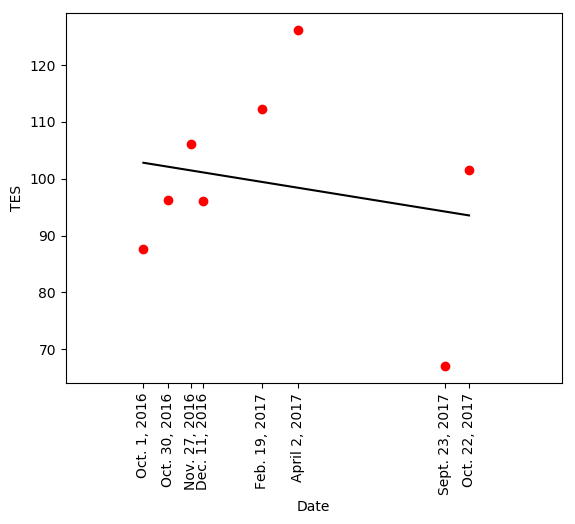 120
110
100
90
80
70
TES
Oct. 1, 2016
Oct. 30, 2016
Nov. 27, 2016
Dec. 11, 2016
Feb. 19, 2017
April 2, 2017
Sept. 23, 2017
Oct. 22, 2017
Date